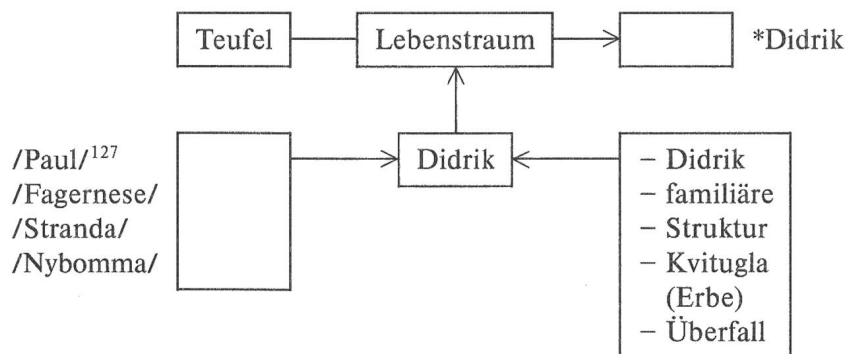 Teufel Lebenstraum *Didrik
/Paul/¹²⁷
/Fagernese/
/Stranda/
/Nybomma/
Didrik
– Didrik
– familiäre
– Struktur
– Kvitugla
(Erbe)
– Überfall